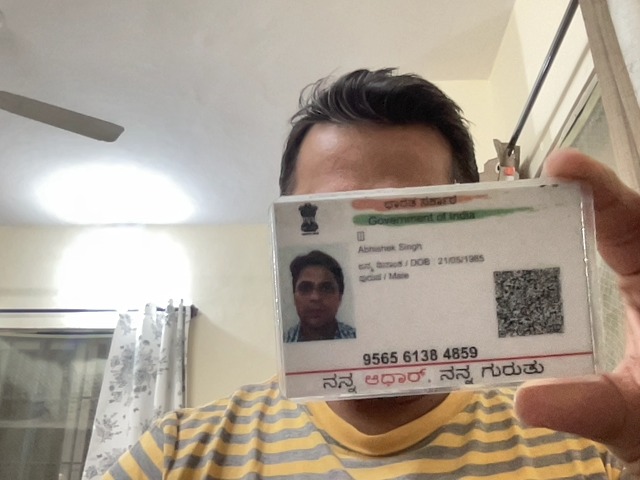 ಭಾರತ ಸರ್ಕಾರ
Government of India
Abhishek Singh
ಜನ್ಮ ದಿನಾಂಕ / DOB : 21/05/1985
ಪುರುಷ / Male
9565 6138 4859
ನನ್ನ ಆಧಾರ್, ನನ್ನ ಗುರುತು